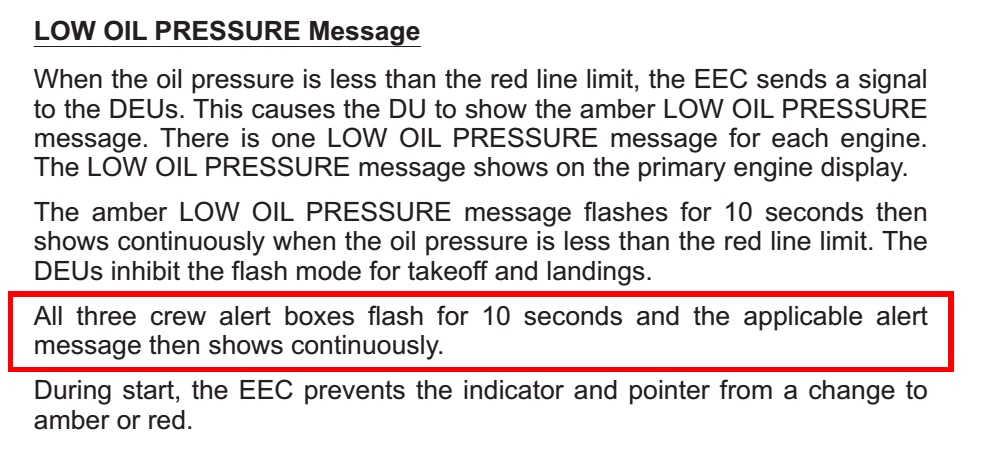 LOW OIL PRESSURE Message
When the oil pressure is less than the red line limit, the EEC sends a signal
to the DEUs. This causes the DU to show the amber LOW OIL PRESSURE
message. There is one LOW OIL PRESSURE message for each engine.
The LOW OIL PRESSURE message shows on the primary engine display.
The amber LOW OIL PRESSURE message flashes for 10 seconds then
shows continuously when the oil pressure is less than the red line limit. The
DEUs inhibit the flash mode for takeoff and landings.
All three crew alert boxes flash for 10 seconds and the applicable alert
message then shows continuously.
During start, the EEC prevents the indicator and pointer from a change to
amber or red.